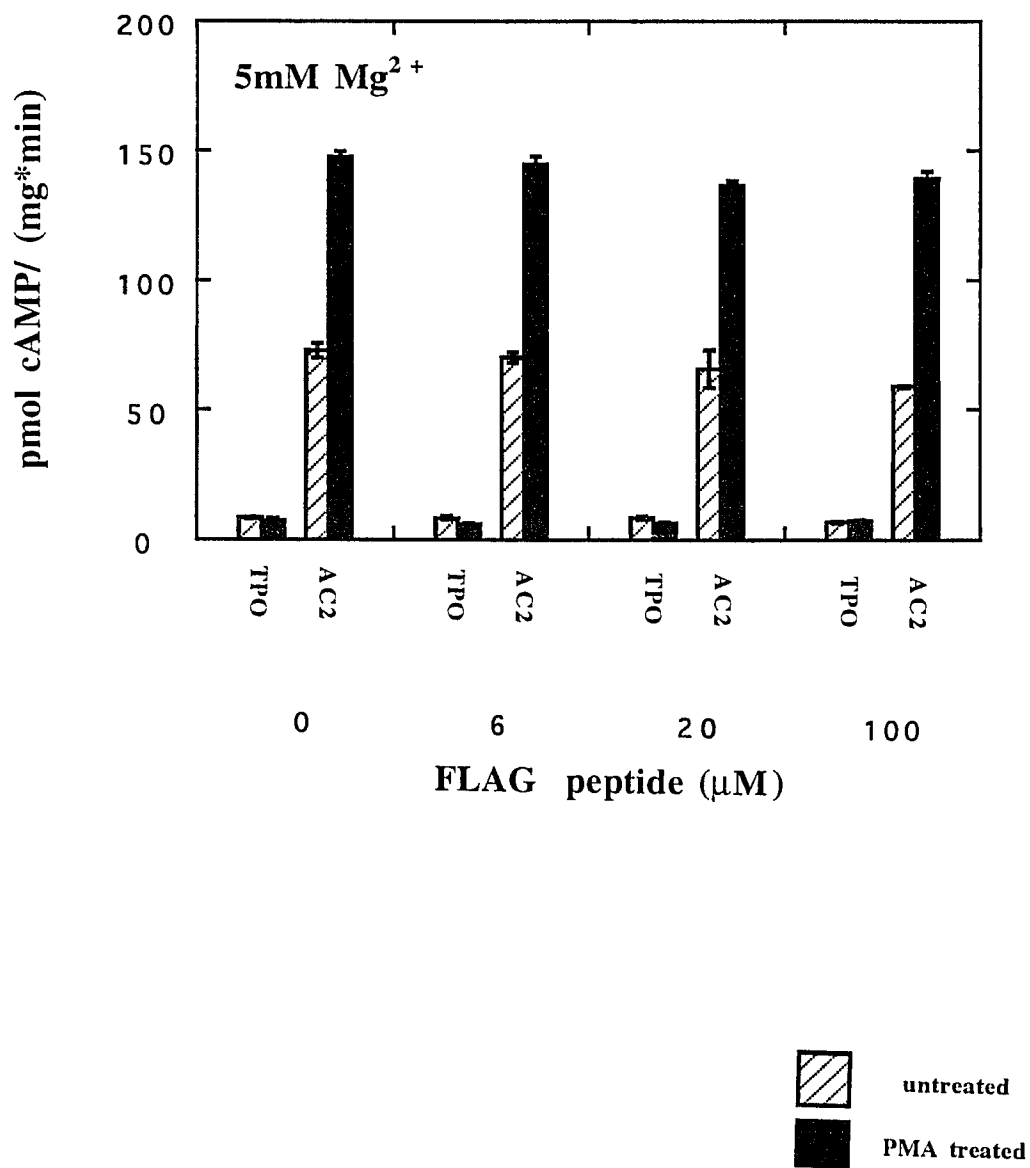 pmol cAMP/ (mg*min)
200
150
100
50
0
5mM Mg²⁺
TPO AC2 TPO AC2 TPO AC2 TPO AC2
0 6 20 100
FLAG peptide (μM)
untreated
PMA treated